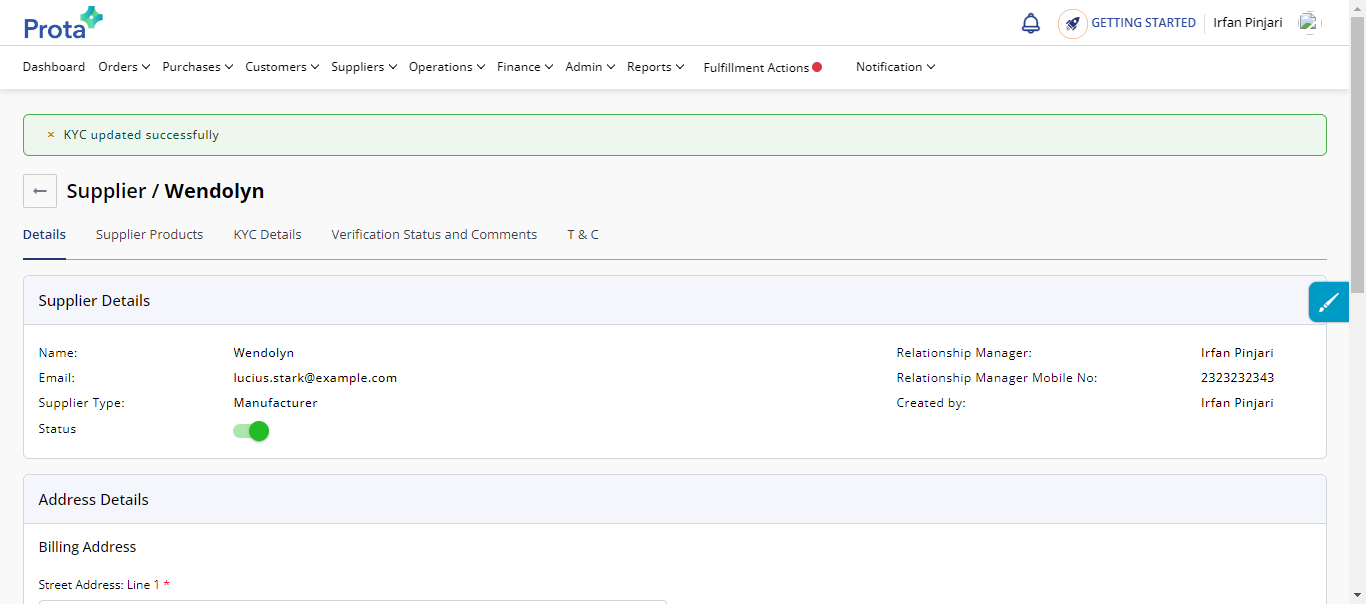 Prota
GETTING STARTED Irfan Pinjari
Dashboard Orders Purchases Customers Suppliers Operations Finance Admin Reports Fulfillment Actions Notification
× KYC updated successfully
← Supplier / Wendolyn
Details Supplier Products KYC Details Verification Status and Comments T & C
Supplier Details
Name: Wendolyn Relationship Manager: Irfan Pinjari
Email: lucius.stark@example.com Relationship Manager Mobile No: 2323232343
Supplier Type: Manufacturer Created by: Irfan Pinjari
Status
Address Details
Billing Address
Street Address: Line 1 *